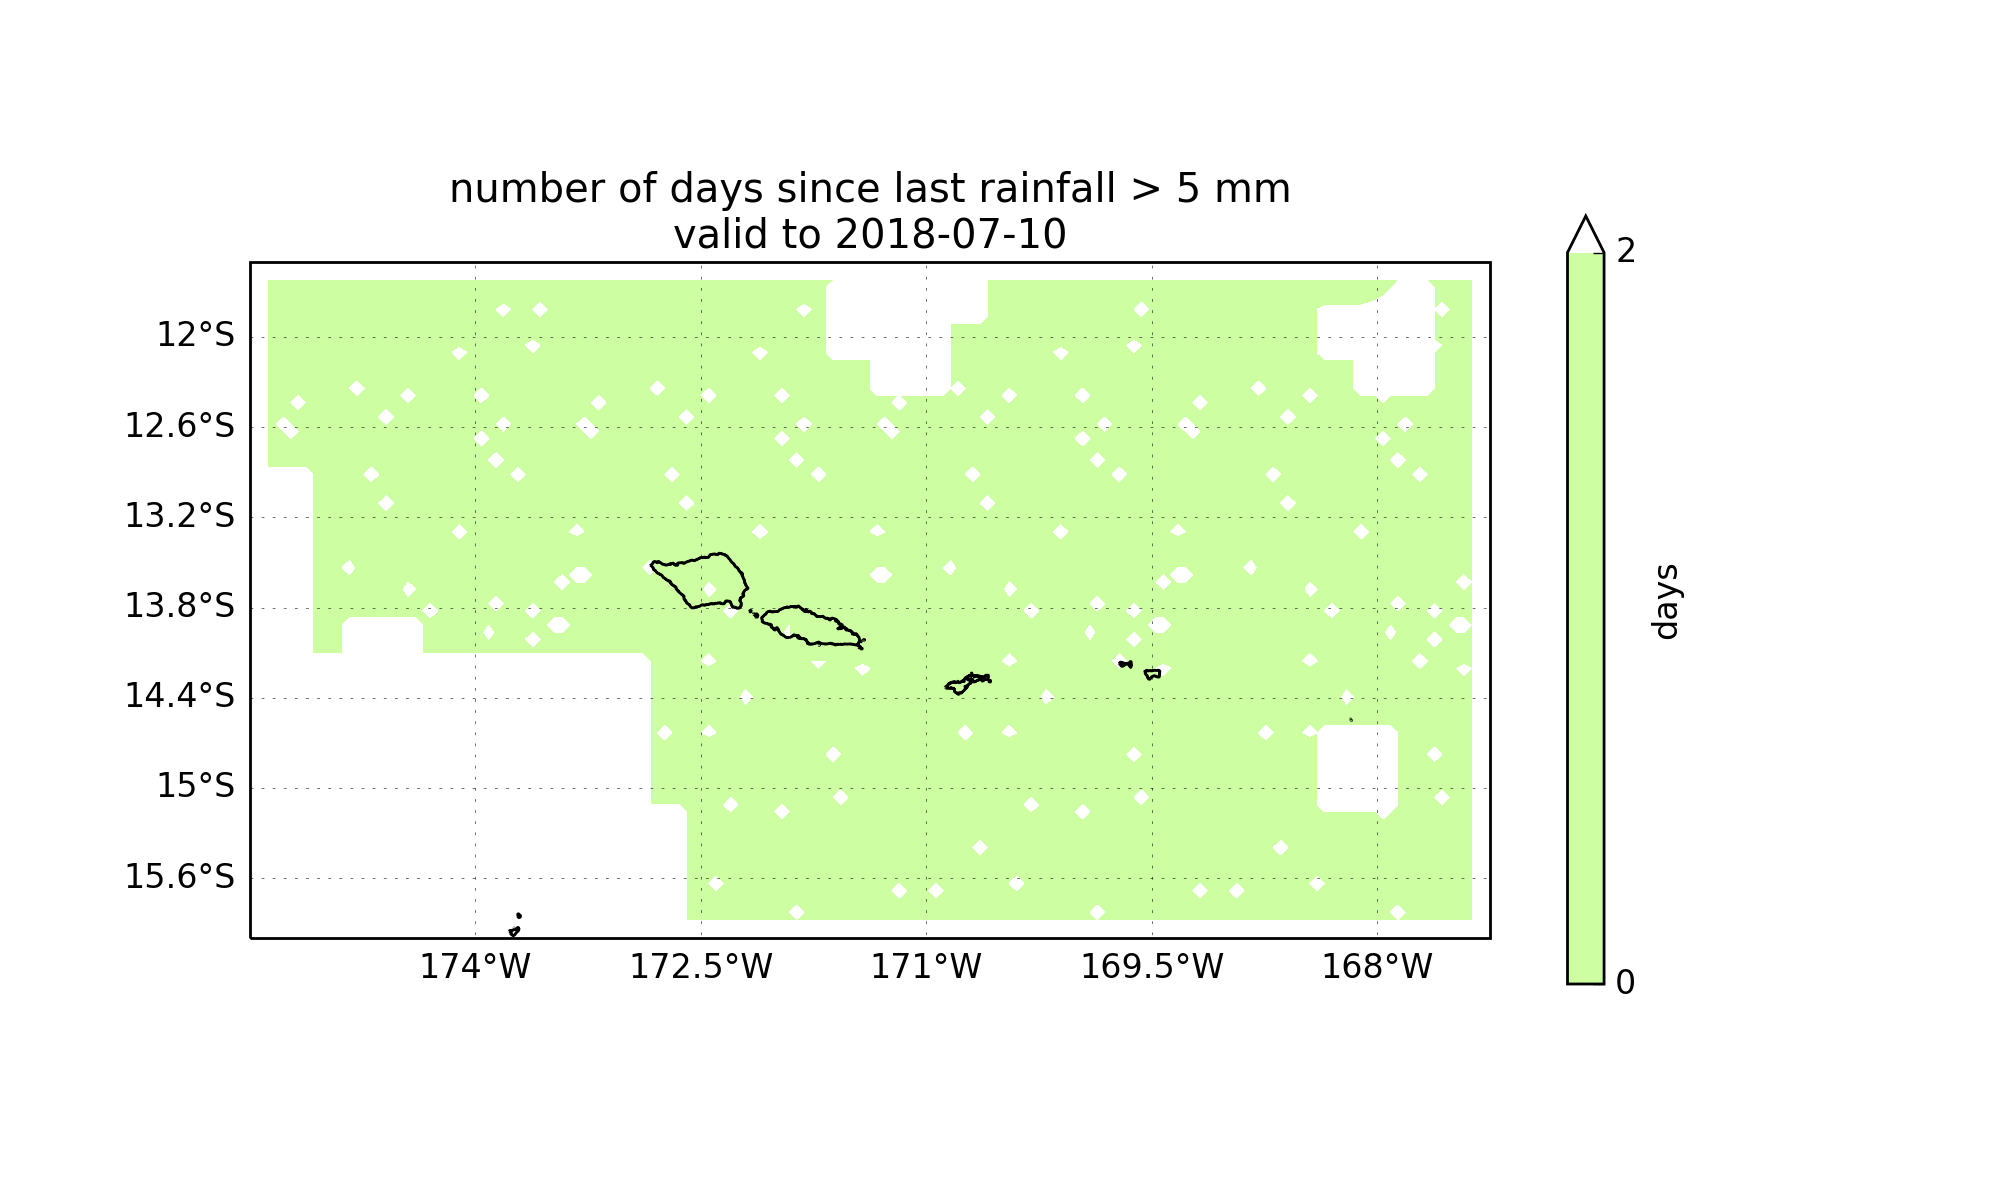 number of days since last rainfall > 5 mm
valid to 2018-07-10
2
12°S
12.6°S
13.2°S
13.8°S
14.4°S
15°S
15.6°S
days
174°W 172.5°W 171°W 169.5°W 168°W
0